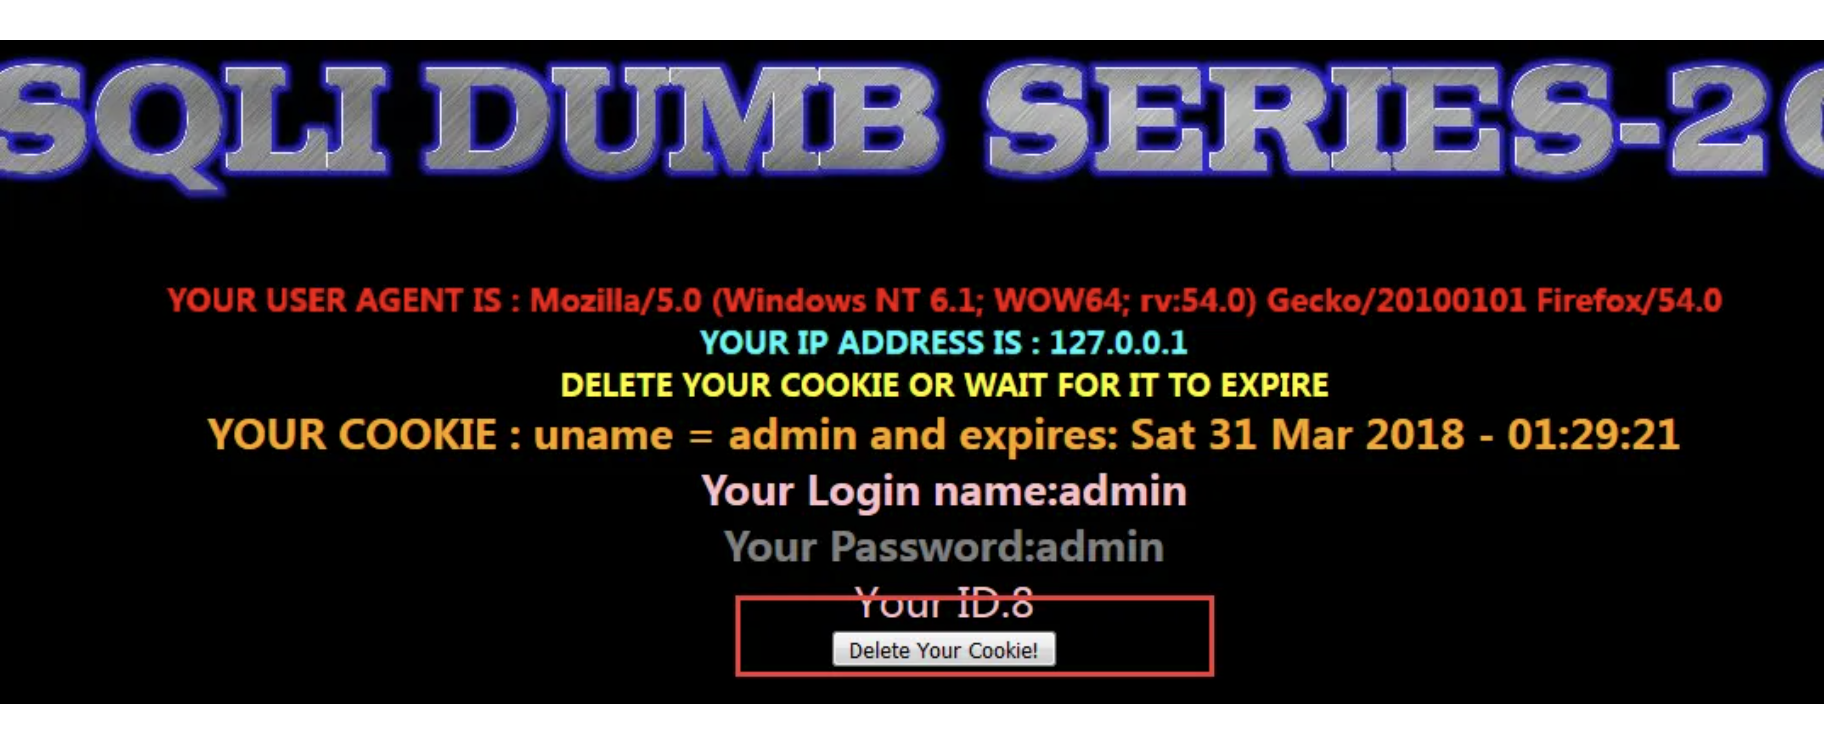 SQLI DUMB SERIES-2
YOUR USER AGENT IS : Mozilla/5.0 (Windows NT 6.1; WOW64; rv:54.0) Gecko/20100101 Firefox/54.0
YOUR IP ADDRESS IS : 127.0.0.1
DELETE YOUR COOKIE OR WAIT FOR IT TO EXPIRE
YOUR COOKIE : uname = admin and expires: Sat 31 Mar 2018 - 01:29:21
Your Login name:admin
Your Password:admin
Your ID:8
Delete Your Cookie!